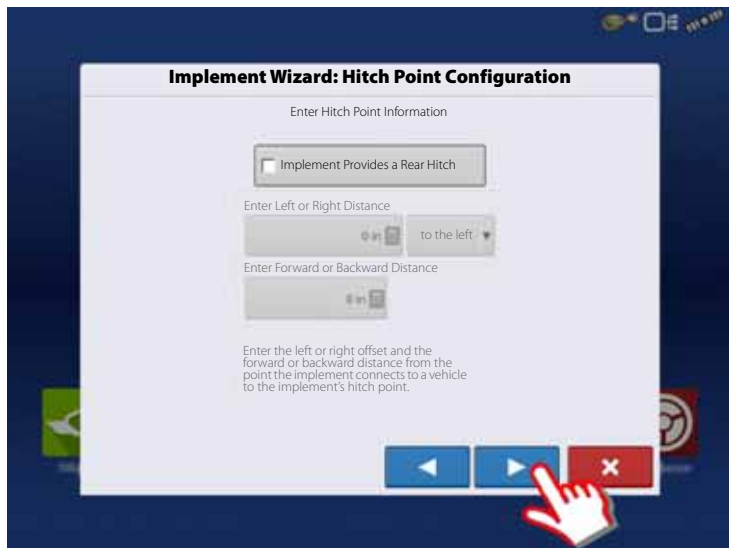 Implement Wizard: Hitch Point Configuration
Enter Hitch Point Information
Implement Provides a Rear Hitch
Enter Left or Right Distance
0 in
to the left
Enter Forward or Backward Distance
0 in
Enter the left or right offset and the
forward or backward distance from the
point the implement connects to a vehicle
to the implement's hitch point.